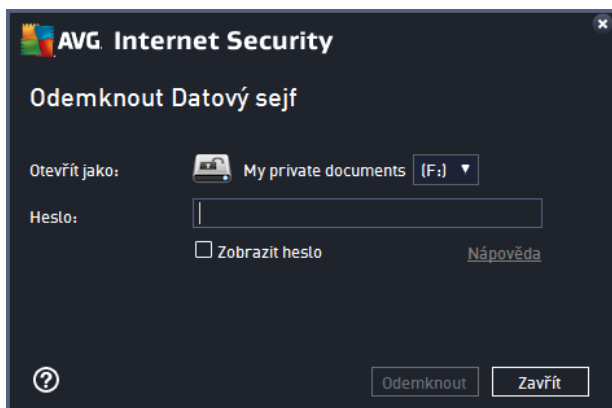 AVG. Internet Security
Odemknout Datový sejf
Otevřít jako: My private documents (F:)
Heslo:
Zobrazit heslo Nápověda
Odemknout Zavřít